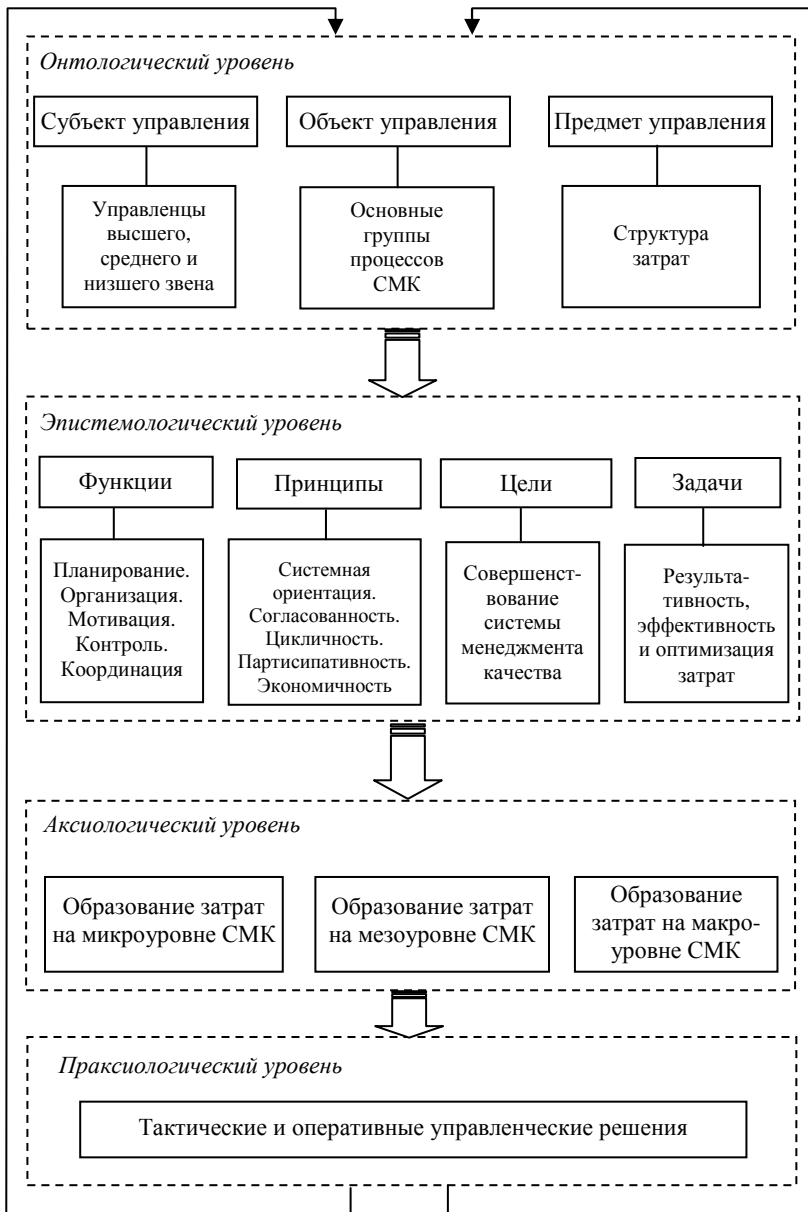 Онтологический уровень
Субъект управления
Объект управления
Предмет управления
Управленцы
высшего,
среднего и
низшего звена
Основные
группы
процессов
СМК
Структура
затрат
Эпистемологический уровень
Функции
Принципы
Цели
Задачи
Планирование.
Организация.
Мотивация.
Контроль.
Координация
Системная
ориентация.
Согласованность.
Цикличность.
Партисипативность.
Экономичность
Совершенст-
вование
системы
менеджмента
качества
Результа-
тивность,
эффективность
и оптимизация
затрат
Аксиологический уровень
Образование затрат
на микроуровне СМК
Образование затрат
на мезоуровне СМК
Образование
затрат на макро-
уровне СМК
Праксиологический уровень
Тактические и оперативные управленческие решения